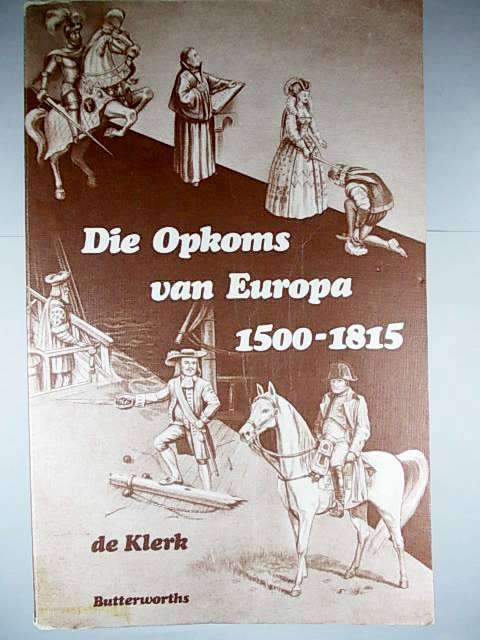 Die Opkoms
van Europa
1500-1815
de Klerk
Butterworths